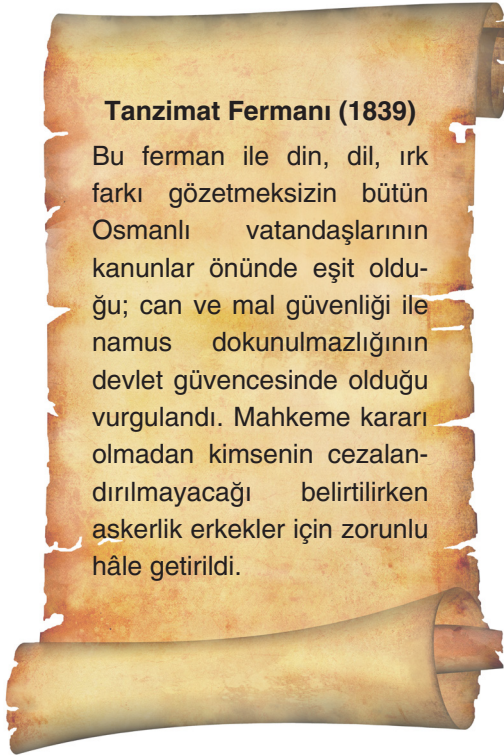 Tanzimat Fermanı (1839)
Bu ferman ile din, dil, ırk
farkı gözetmeksizin bütün
Osmanlı vatandaşlarının
kanunlar önünde eşit oldu-
ğu; can ve mal güvenliği ile
namus dokunulmazlığının
devlet güvencesinde olduğu
vurgulandı. Mahkeme kararı
olmadan kimsenin cezalan-
dırılmayacağı belirtilirken
askerlik erkekler için zorunlu
hâle getirildi.